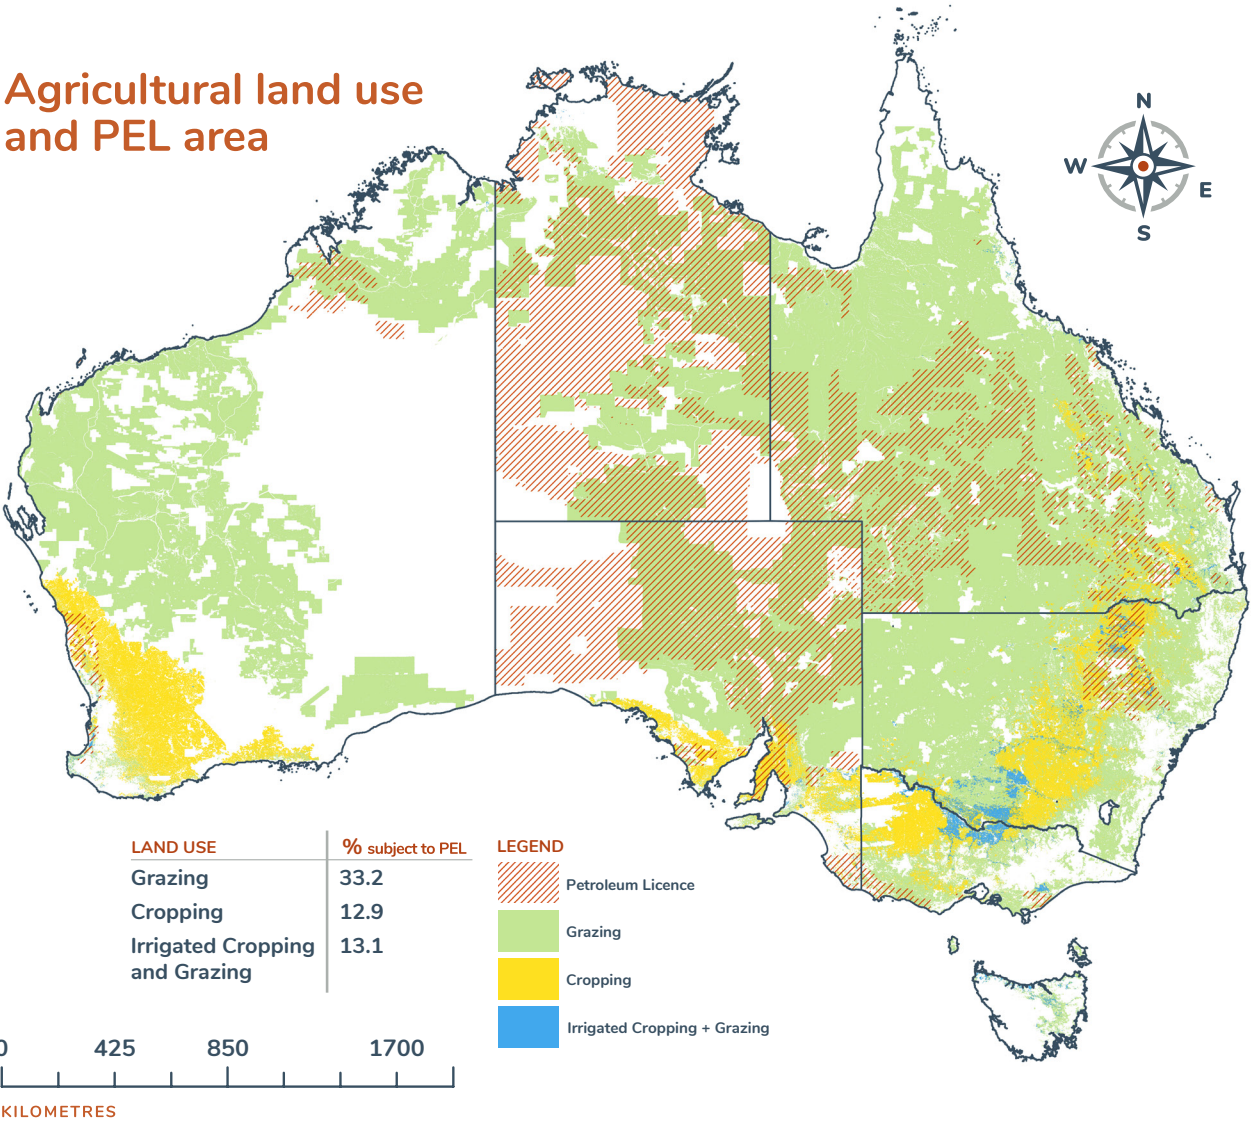 Agricultural land use
and PEL area
N
W
E
S
LAND USE
% subject to PEL
Grazing
33.2
Cropping
12.9
Irrigated Cropping
and Grazing
13.1
LEGEND
Petroleum Licence
Grazing
Cropping
Irrigated Cropping + Grazing
0
425
850
1700
KILOMETRES